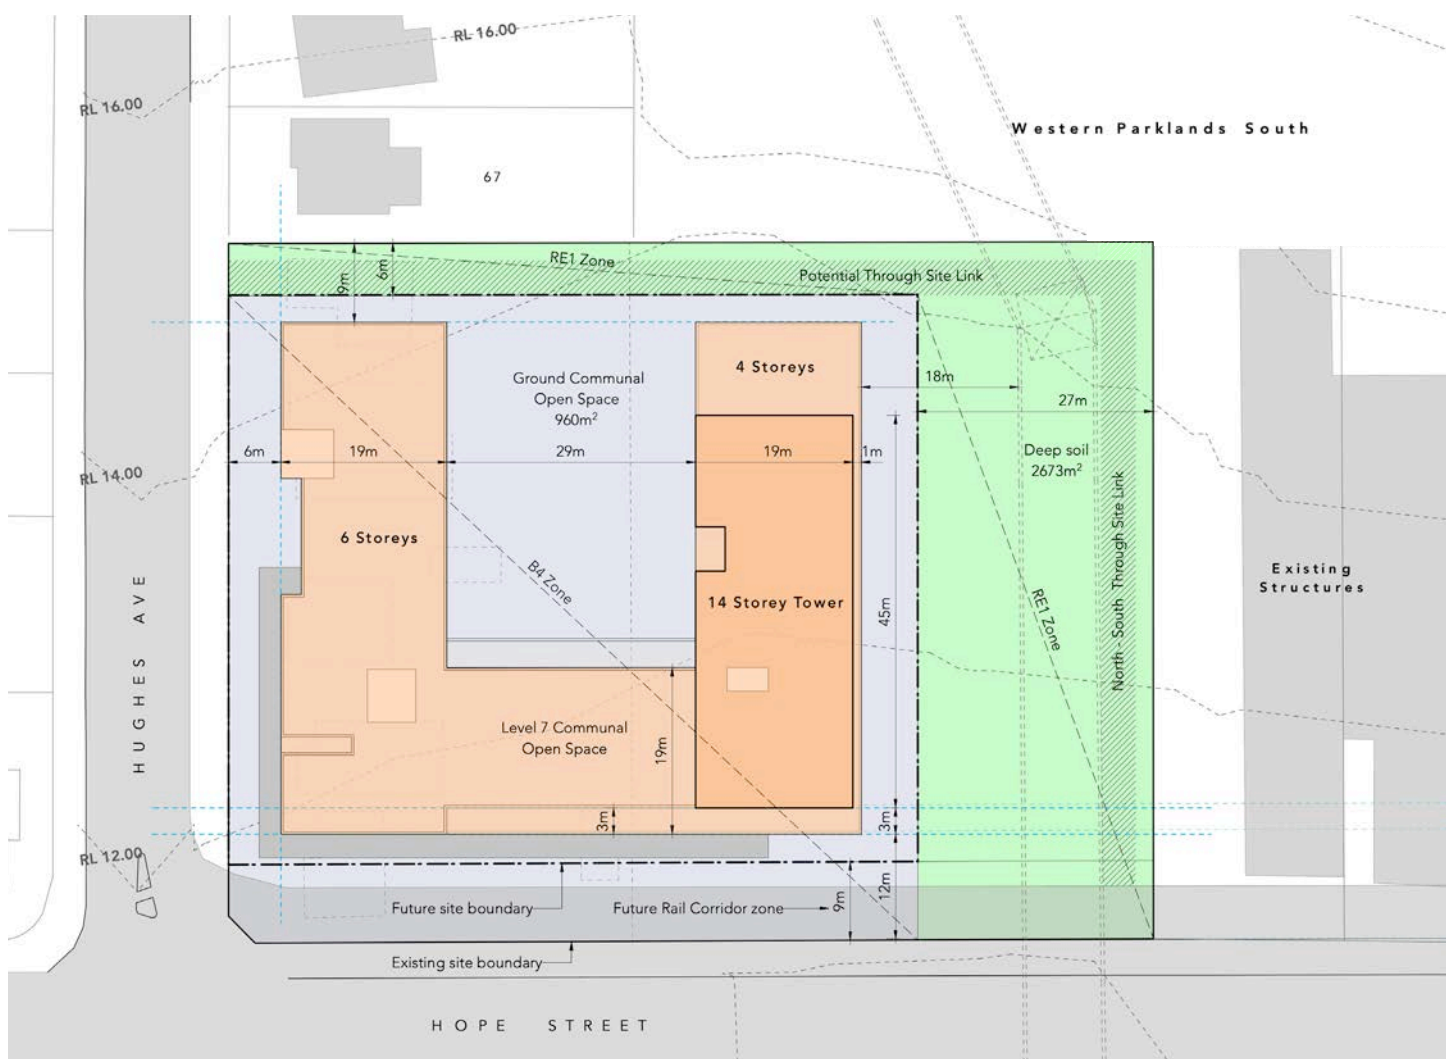 RL 16.00
RL 16.00
Western Parklands South
67
RE1 Zone
9m
6m
Potential Through Site Link
4 Storeys
Ground Communal
Open Space
960m²
18m
27m
6m
19m
29m
19m
1m
Deep soil
2673m²
RL 14.00
6 Storeys
B4 Zone
14 Storey Tower
45m
RE1 Zone
North - South Through Site Link
Existing
Structures
HUGHES AVE
Level 7 Communal
Open Space
19m
3m
3m
RL 12.00
Future site boundary
Future Rail Corridor zone
9m
12m
Existing site boundary
HOPE STREET